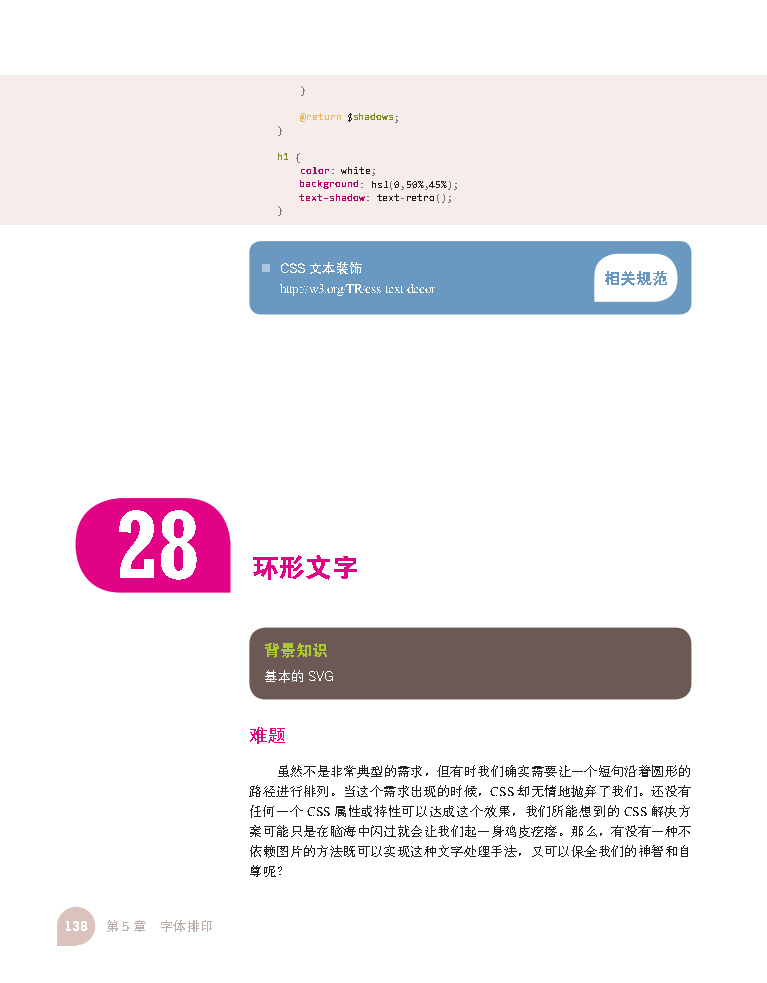 }
@return $shadows;
}
h1 {
color: white;
background: hsl(0,50%,45%);
text-shadow: text-retro();
}
CSS 文本装饰
http://w3.org/TR/css-text-decor
相关规范
28
环形文字
背景知识
基本的 SVG
难题
虽然不是非常典型的需求，但有时我们确实需要让一个短句沿着圆形的
路径进行排列。当这个需求出现的时候，CSS 却无情地抛弃了我们。还没有
任何一个 CSS 属性或特性可以达成这个效果，我们所能想到的 CSS 解决方
案可能只是在脑海中闪过就会让我们起一身鸡皮疙瘩。那么，有没有一种不
依赖图片的方法既可以实现这种文字处理手法，又可以保全我们的神智和自
尊呢？
138 第 5 章 字体排印